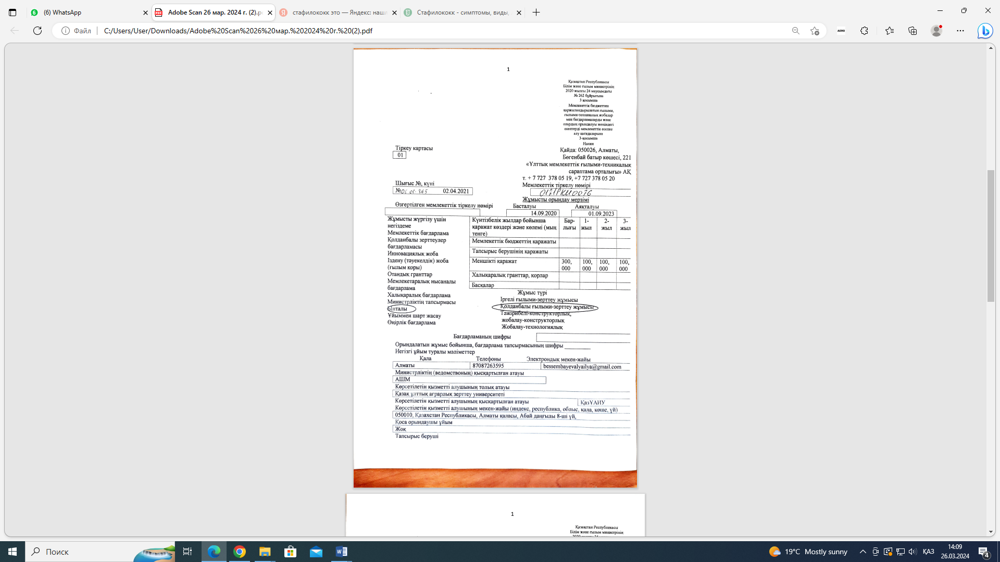 (6) WhatsApp
Adobe Scan 26 мар. 2024 г. (2).p
стафилококк это — Яндекс: наш
Стафилококк - симптомы, виды,
Файл
C:/Users/User/Downloads/Adobe%20Scan%2026%20мар.%202024%20г.%20(2).pdf
1
Қазақстан Республикасы
Білім және ғылым министрінің
2020 жылғы 24 маусымдағы
№ 262 бұйрығына
3 қосымша
Мемлекеттік бюджеттен
қаржыландырылатын ғылыми,
ғылыми-техникалық жобалар
мен бағдарламаларды және
олардың орындалуы жөніндегі
есептерді мемлекеттік есепке
алу қағидаларына
3-қосымша
Нысан
Тіркеу картасы
01
Қайда: 050026, Алматы,
Бөгенбай батыр көшесі, 221
«Ұлттық мемлекеттік ғылыми-техникалық
сараптама орталығы» АҚ
т. + 7 727 378 05 19, +7 727 378 05 20
Шығыс №, күні
Мемлекеттік тіркелу нөмірі
№ 02.04.2021
Жұмысты орындау мерзімі
Өзгертілген мемлекеттік тіркелу нөмірі
Басталуы Аяқталуы
14.09.2020 01.09.2023
Жұмысты жүргізу үшін
негіздеме
Мемлекеттік бағдарлама
Қолданбалы зерттеулер
бағдарламасы
Инновациялық жоба
Іздену (тәуекелдік) жоба
(ғылым қоры)
Отандық гранттар
Мемлекетаралық нысаналы
бағдарлама
Халықаралық бағдарлама
Министрліктің тапсырмасы
Ынталы
Ұйыммен шарт жасау
Өңірлік бағдарлама
Күнтізбелік жылдар бойынша Бар- 1- 2- 3-
қаражат көздері және көлемі (мың лығы жыл жыл жыл
тенге)
Мемлекеттік бюджеттің қаражаты
Тапсырыс берушінің қаражаты
Меншікті қаражат 300, 100, 100, 100,
000 000 000 000
Халықаралық гранттар, қорлар
Басқалар
Жұмыс түрі
Іргелі ғылыми-зерттеу жұмысы
Қолданбалы ғылыми-зерттеу жұмысы
Тәжірибелі-конструкторлық,
жобалау-конструкторлық
Жобалау-технологиялық
Бағдарламаның шифры
Орындалатын жұмыс бойынша, бағдарлама тапсырмасының шифры
Негізгі ұйым туралы мәліметтер
Қала Телефоны Электрондық мекен-жайы
Алматы 87087263595 bessembayevalyailya@gmail.com
Министрліктің (ведомствоның) қысқартылған атауы
АШМ
Көрсетілетін қызметті алушының толық атауы
Қазақ ұлттық аграрлық зерттеу университеті
Көрсетілетін қызметті алушының қысқартылған атауы ҚазҰАЗУ
Көрсетілетін қызметті алушының мекен-жайы (индекс, республика, облыс, қала, көше, үй)
050010, Қазахстан Республикасы, Алматы қаласы, Абай даңғылы 8-ші үй,
Қоса орындаушы ұйым
Жоқ
Тапсырыс беруші
1
Қазақстан Республикасы
Білім және ғылым министрінің
Поиск
19°C Mostly sunny
ҚАЗ
14:09
26.03.2024
4